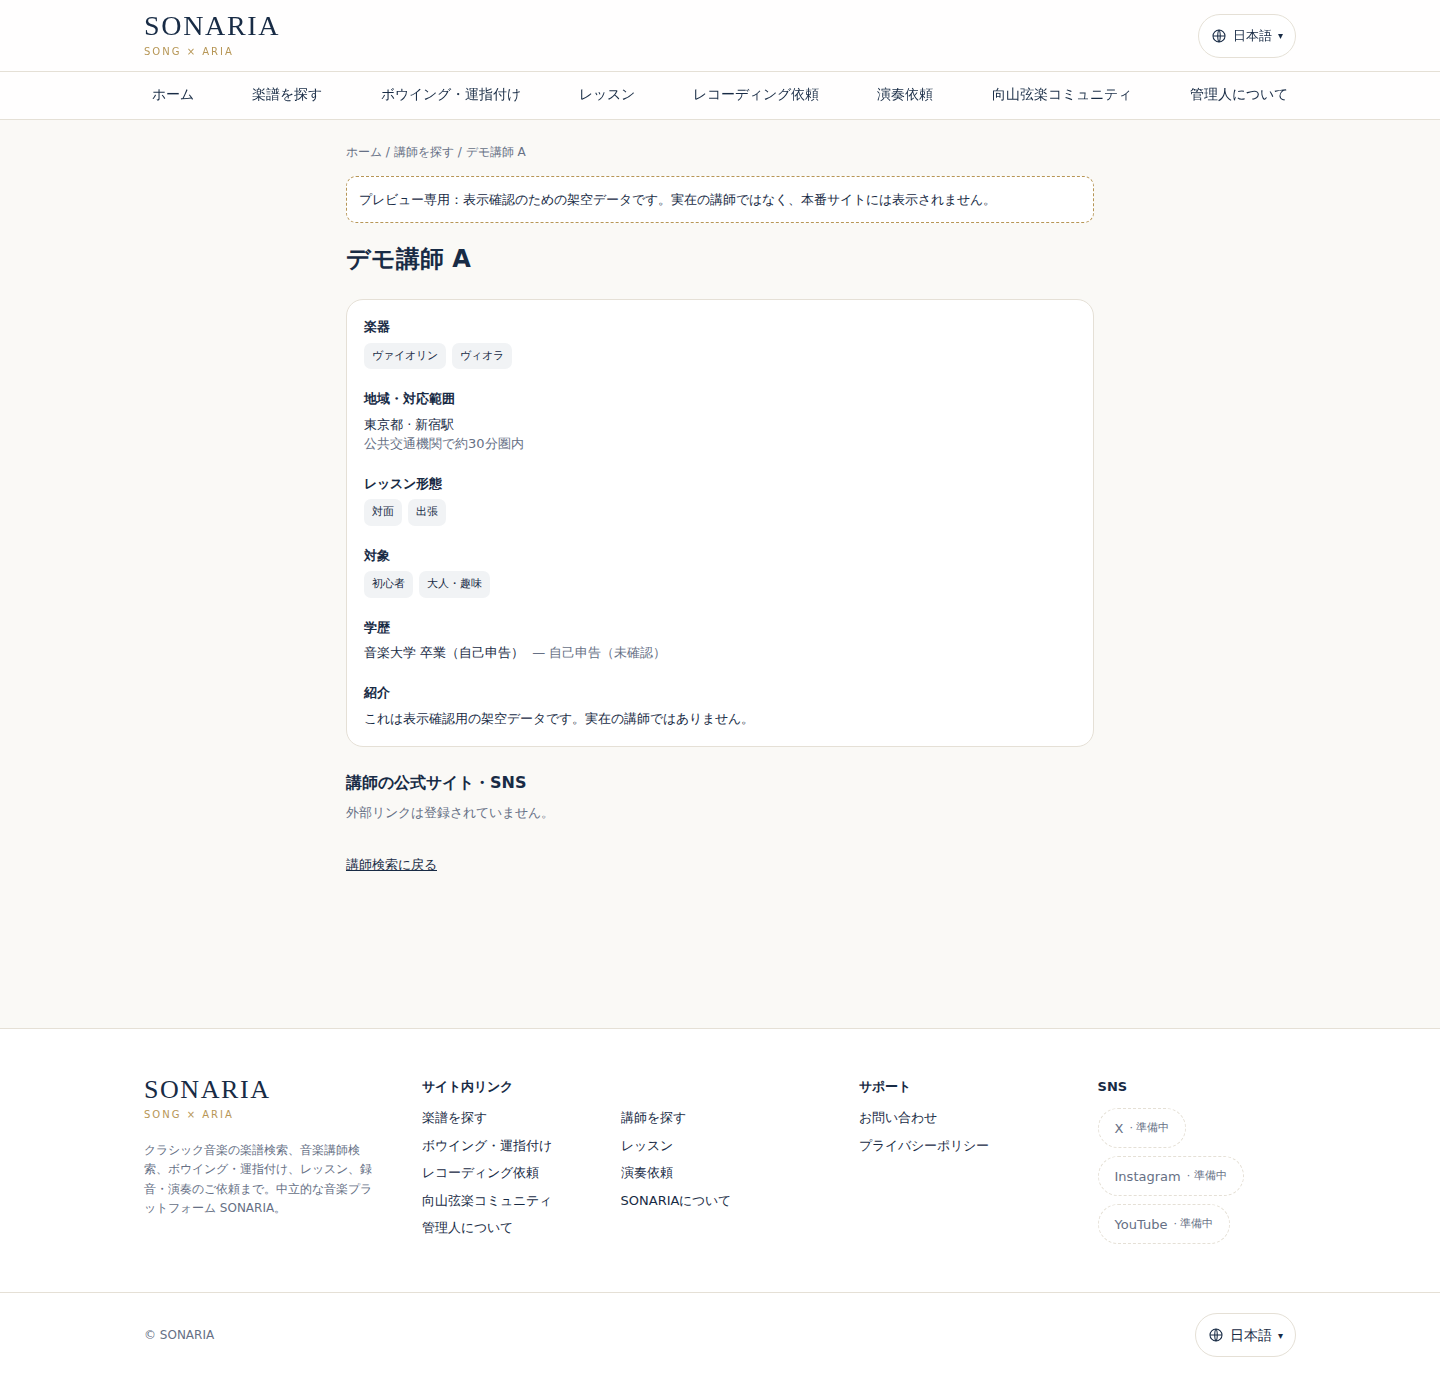 SONARIA
SONG × ARIA
日本語 ▾
ホーム 楽譜を探す ボウイング・運指付け レッスン レコーディング依頼 演奏依頼 向山弦楽コミュニティ 管理人について
ホーム / 講師を探す / デモ講師 A
プレビュー専用：表示確認のための架空データです。実在の講師ではなく、本番サイトには表示されません。
デモ講師 A
楽器
ヴァイオリン ヴィオラ
地域・対応範囲
東京都 · 新宿駅
公共交通機関で約30分圏内
レッスン形態
対面 出張
対象
初心者 大人・趣味
学歴
音楽大学 卒業（自己申告） — 自己申告（未確認）
紹介
これは表示確認用の架空データです。実在の講師ではありません。
講師の公式サイト・SNS
外部リンクは登録されていません。
講師検索に戻る
SONARIA
SONG × ARIA
クラシック音楽の楽譜検索、音楽講師検
索、ボウイング・運指付け、レッスン、録
音・演奏のご依頼まで。中立的な音楽プラ
ットフォーム SONARIA。
サイト内リンク
楽譜を探す 講師を探す
ボウイング・運指付け レッスン
レコーディング依頼 演奏依頼
向山弦楽コミュニティ SONARIAについて
管理人について
サポート
お問い合わせ
プライバシーポリシー
SNS
X · 準備中
Instagram · 準備中
YouTube · 準備中
© SONARIA
日本語 ▾